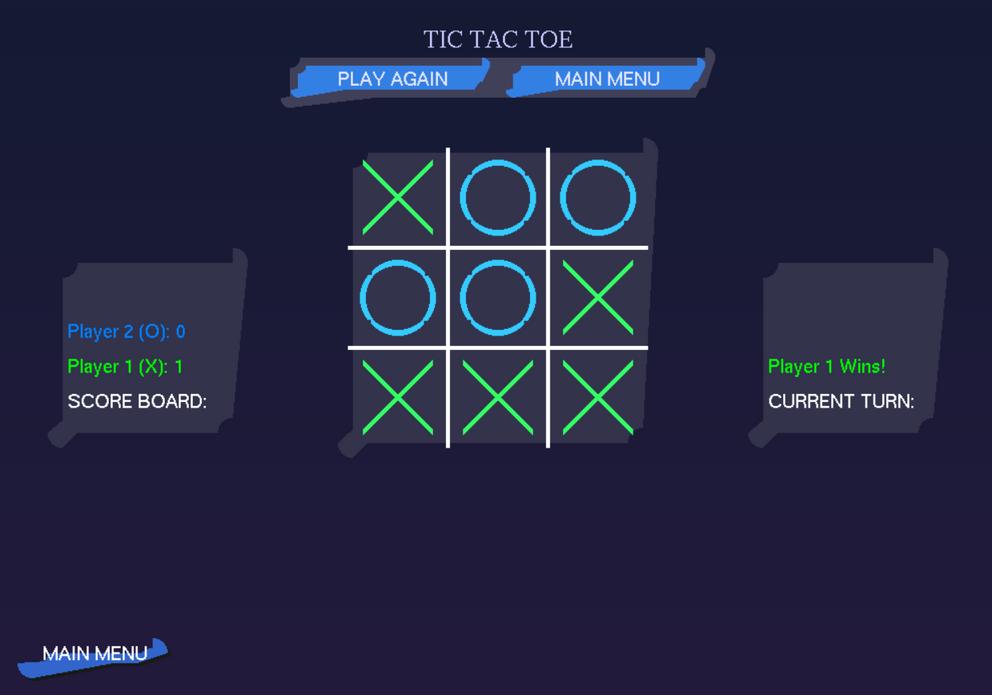 TIC TAC TOE
PLAY AGAIN
MAIN MENU
Player 2 (O): 0
Player 1 (X): 1
SCORE BOARD:
Player 1 Wins!
CURRENT TURN:
MAIN MENU